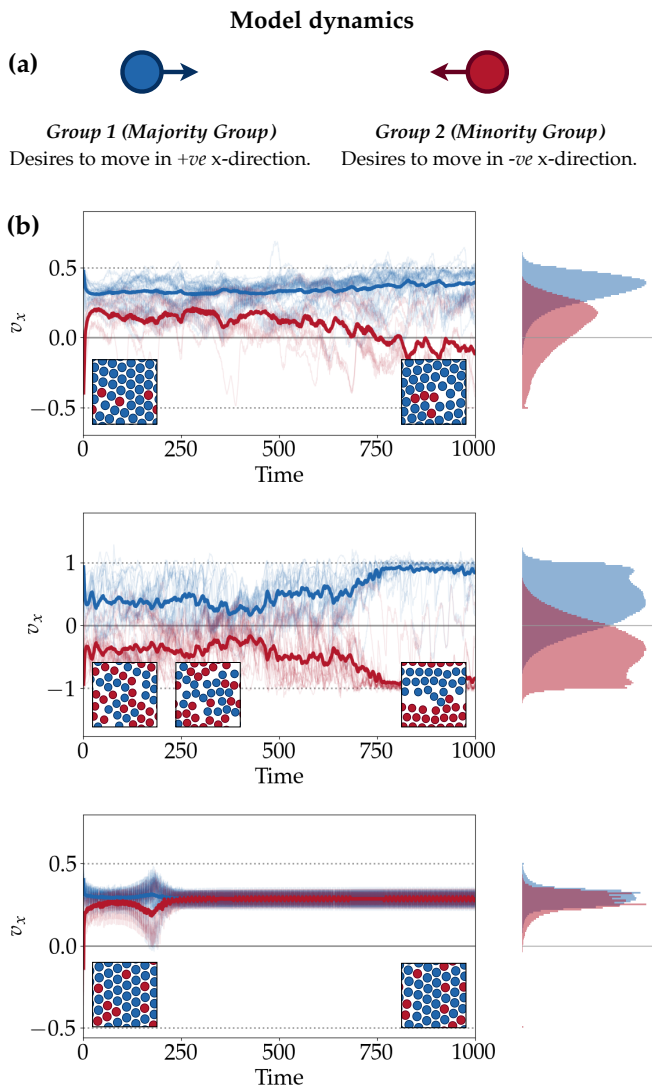 Model dynamics
(a)
Group 1 (Majority Group)
Desires to move in +ve x-direction.
Group 2 (Minority Group)
Desires to move in -ve x-direction.
(b)
0.5
0.0
−0.5
v_x
0 250 500 750 1000
Time
1
0
−1
v_x
0 250 500 750 1000
Time
0.5
0.0
−0.5
v_x
0 250 500 750 1000
Time